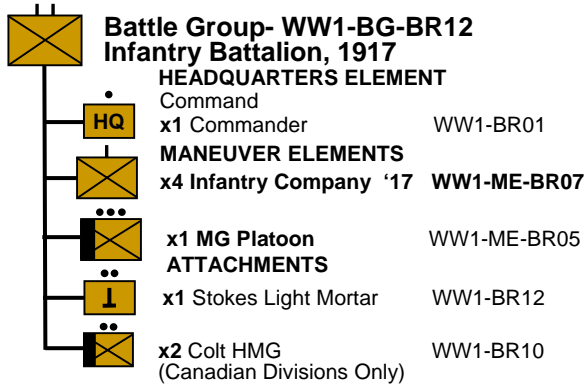 Battle Group- WW1-BG-BR12
Infantry Battalion, 1917
HEADQUARTERS ELEMENT
Command
HQ x1 Commander WW1-BR01
MANEUVER ELEMENTS
x4 Infantry Company ‘17 WW1-ME-BR07
x1 MG Platoon WW1-ME-BR05
ATTACHMENTS
x1 Stokes Light Mortar WW1-BR12
x2 Colt HMG WW1-BR10
(Canadian Divisions Only)